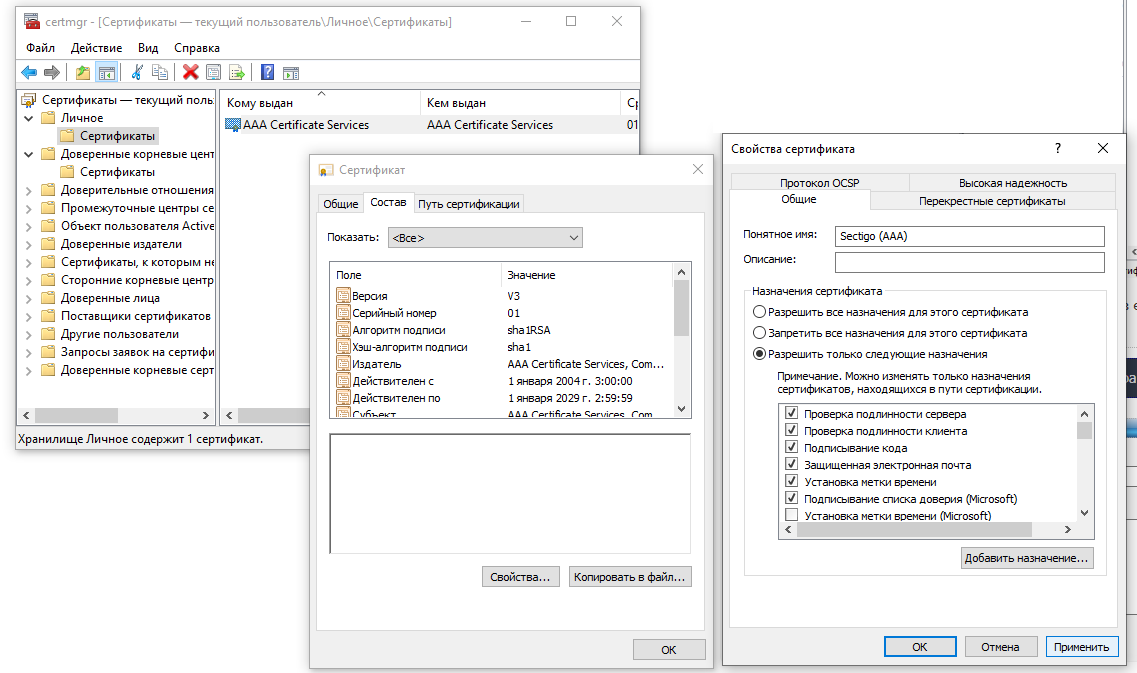 certmgr - [Сертификаты — текущий пользователь\Личное\Сертификаты]
Файл Действие Вид Справка
Сертификаты — текущий поль
Личное
Сертификаты
Доверенные корневые цент
Сертификаты
Доверительные отношения
Промежуточные центры се
Объект пользователя Active
Доверенные издатели
Сертификаты, к которым не
Сторонние корневые центр
Доверенные лица
Поставщики сертификатов
Другие пользователи
Запросы заявок на сертифи
Доверенные корневые серт
Кому выдан Кем выдан Ср
AAA Certificate Services AAA Certificate Services 01
Хранилище Личное содержит 1 сертификат.
Сертификат
Общие Состав Путь сертификации
Показать: <Все>
Поле Значение
Версия V3
Серийный номер 01
Алгоритм подписи sha1RSA
Хэш-алгоритм подписи sha1
Издатель AAA Certificate Services, Com...
Действителен с 1 января 2004 г. 3:00:00
Действителен по 1 января 2029 г. 2:59:59
Субъект AAA Certificate Services, Com...
Свойства... Копировать в файл...
ОК
Свойства сертификата ?
Протокол OCSP Высокая надежность
Общие Перекрестные сертификаты
Понятное имя: Sectigo (AAA)
Описание:
Назначения сертификата
Разрешить все назначения для этого сертификата
Запретить все назначения для этого сертификата
Разрешить только следующие назначения
Примечание. Можно изменять только назначения
сертификатов, находящихся в пути сертификации.
Проверка подлинности сервера
Проверка подлинности клиента
Подписывание кода
Защищенная электронная почта
Установка метки времени
Подписывание списка доверия (Microsoft)
Установка метки времени (Microsoft)
Добавить назначение...
ОК Отмена Применить